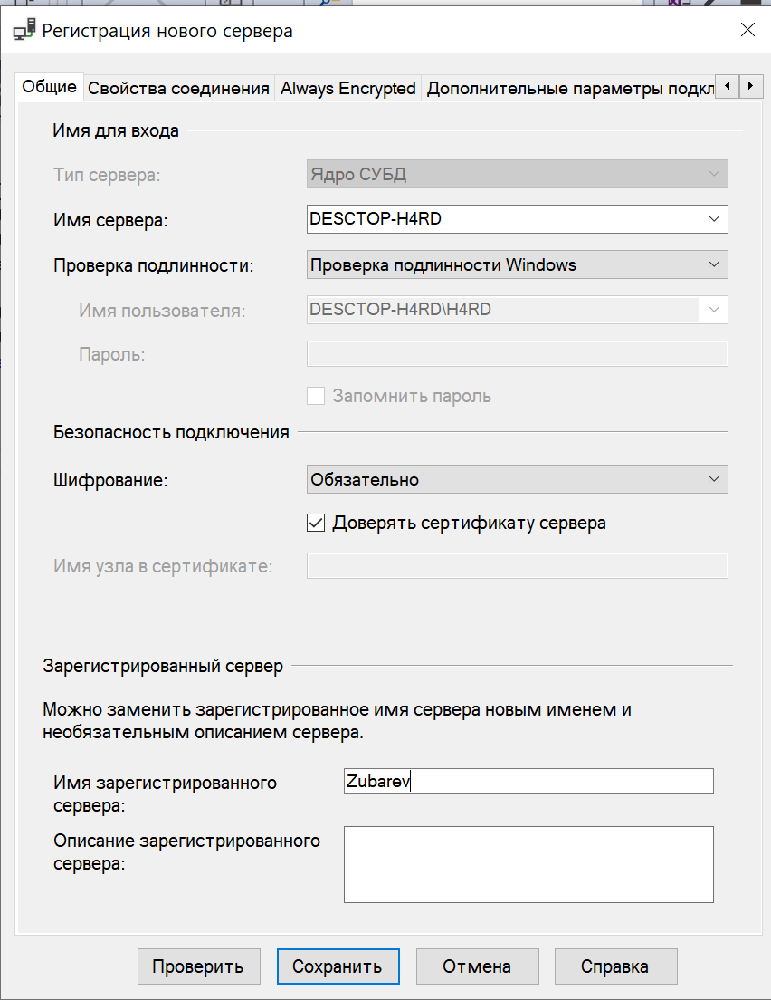 Регистрация нового сервера
Общие Свойства соединения Always Encrypted Дополнительные параметры подкл
Имя для входа
Тип сервера: Ядро СУБД
Имя сервера: DESCTOP-H4RD
Проверка подлинности: Проверка подлинности Windows
Имя пользователя: DESCTOP-H4RD\H4RD
Пароль:
Запомнить пароль
Безопасность подключения
Шифрование: Обязательно
Доверять сертификату сервера
Имя узла в сертификате:
Зарегистрированный сервер
Можно заменить зарегистрированное имя сервера новым именем и
необязательным описанием сервера.
Имя зарегистрированного
сервера:
Zubarev
Описание зарегистрированного
сервера:
Проверить Сохранить Отмена Справка